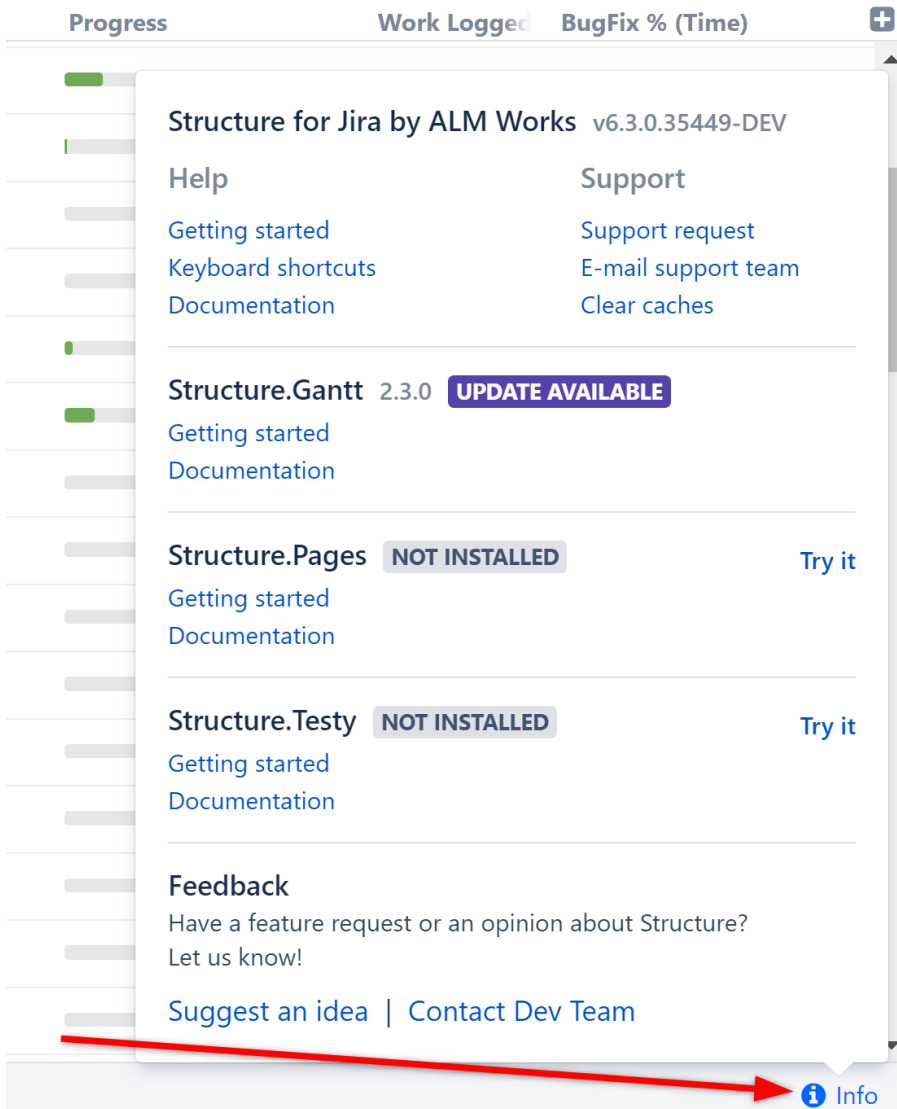 Progress Work Logged BugFix % (Time)
Structure for Jira by ALM Works v6.3.0.35449-DEV
Help Support
Getting started Support request
Keyboard shortcuts E-mail support team
Documentation Clear caches
Structure.Gantt 2.3.0 UPDATE AVAILABLE
Getting started
Documentation
Structure.Pages NOT INSTALLED Try it
Getting started
Documentation
Structure.Testy NOT INSTALLED Try it
Getting started
Documentation
Feedback
Have a feature request or an opinion about Structure?
Let us know!
Suggest an idea | Contact Dev Team
Info